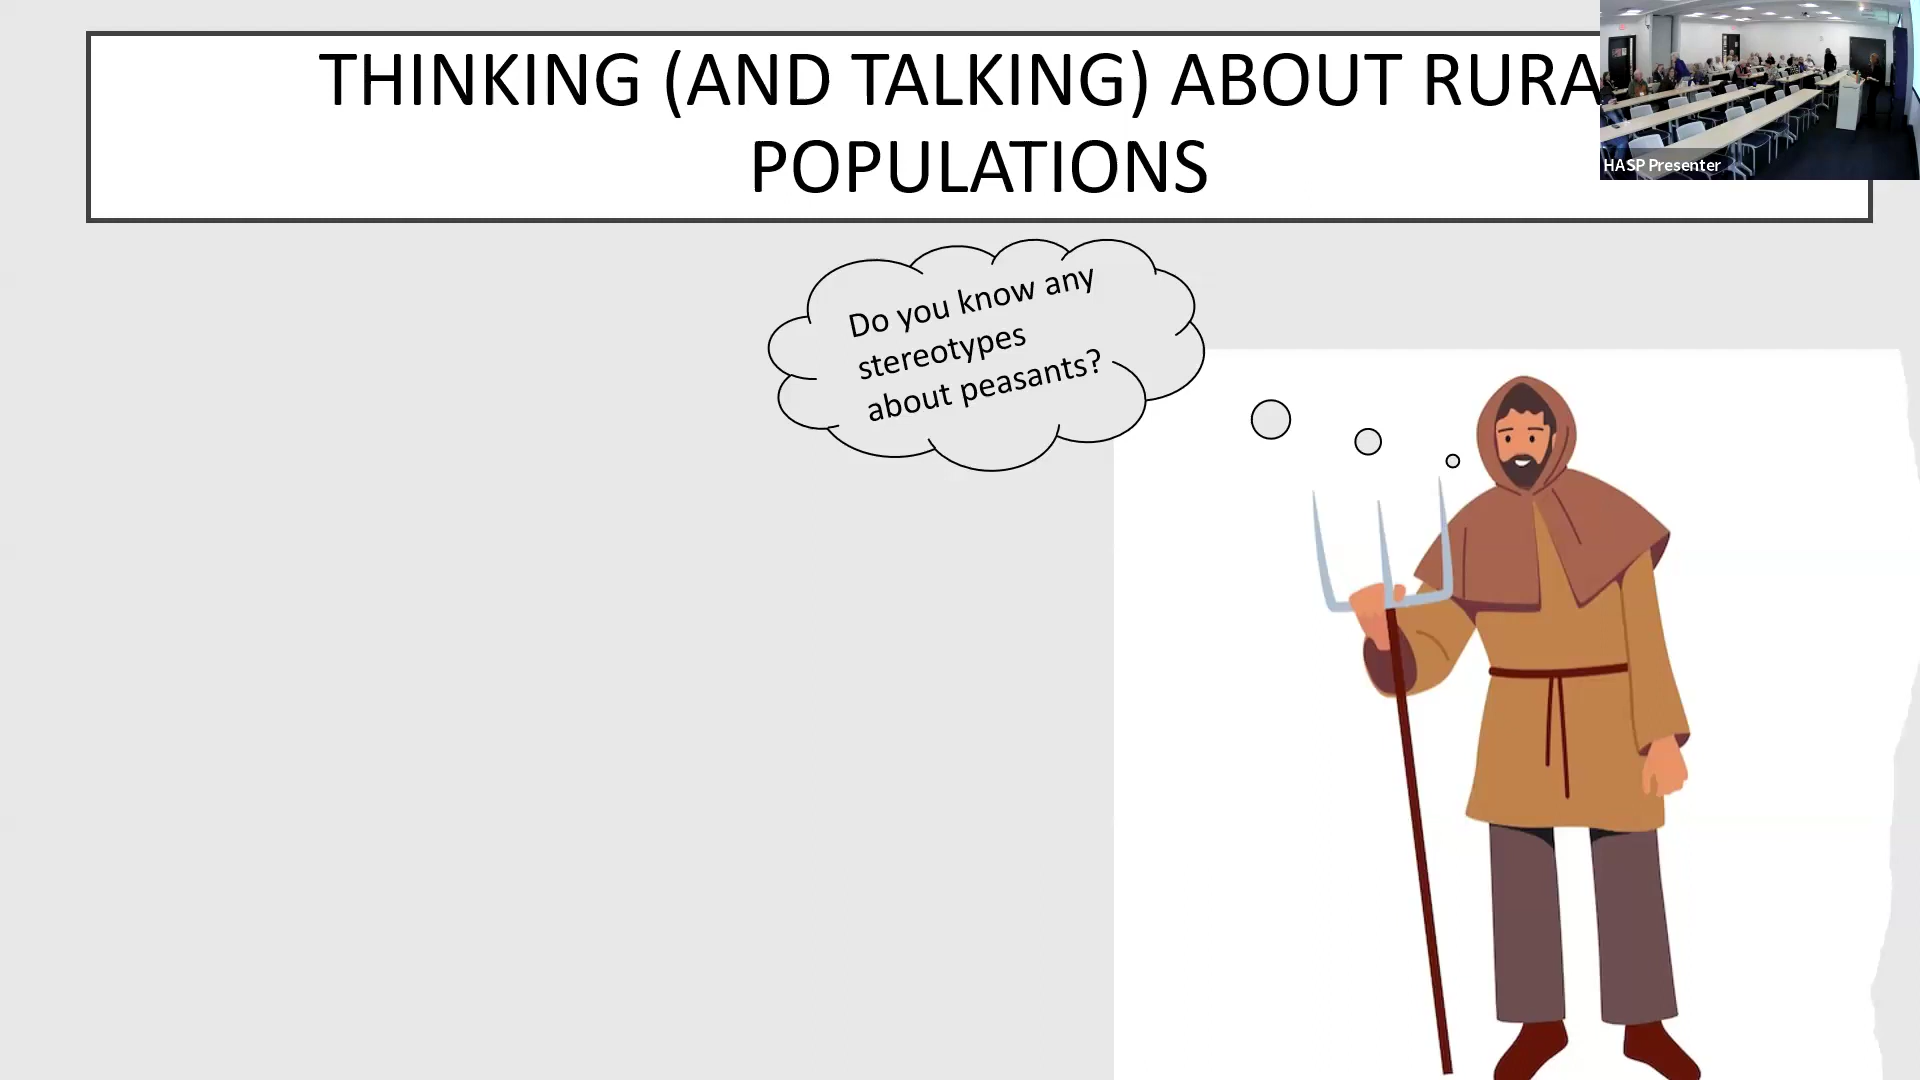 THINKING (AND TALKING) ABOUT RURA
POPULATIONS
HASP Presenter
Do you know any
stereotypes
about peasants?